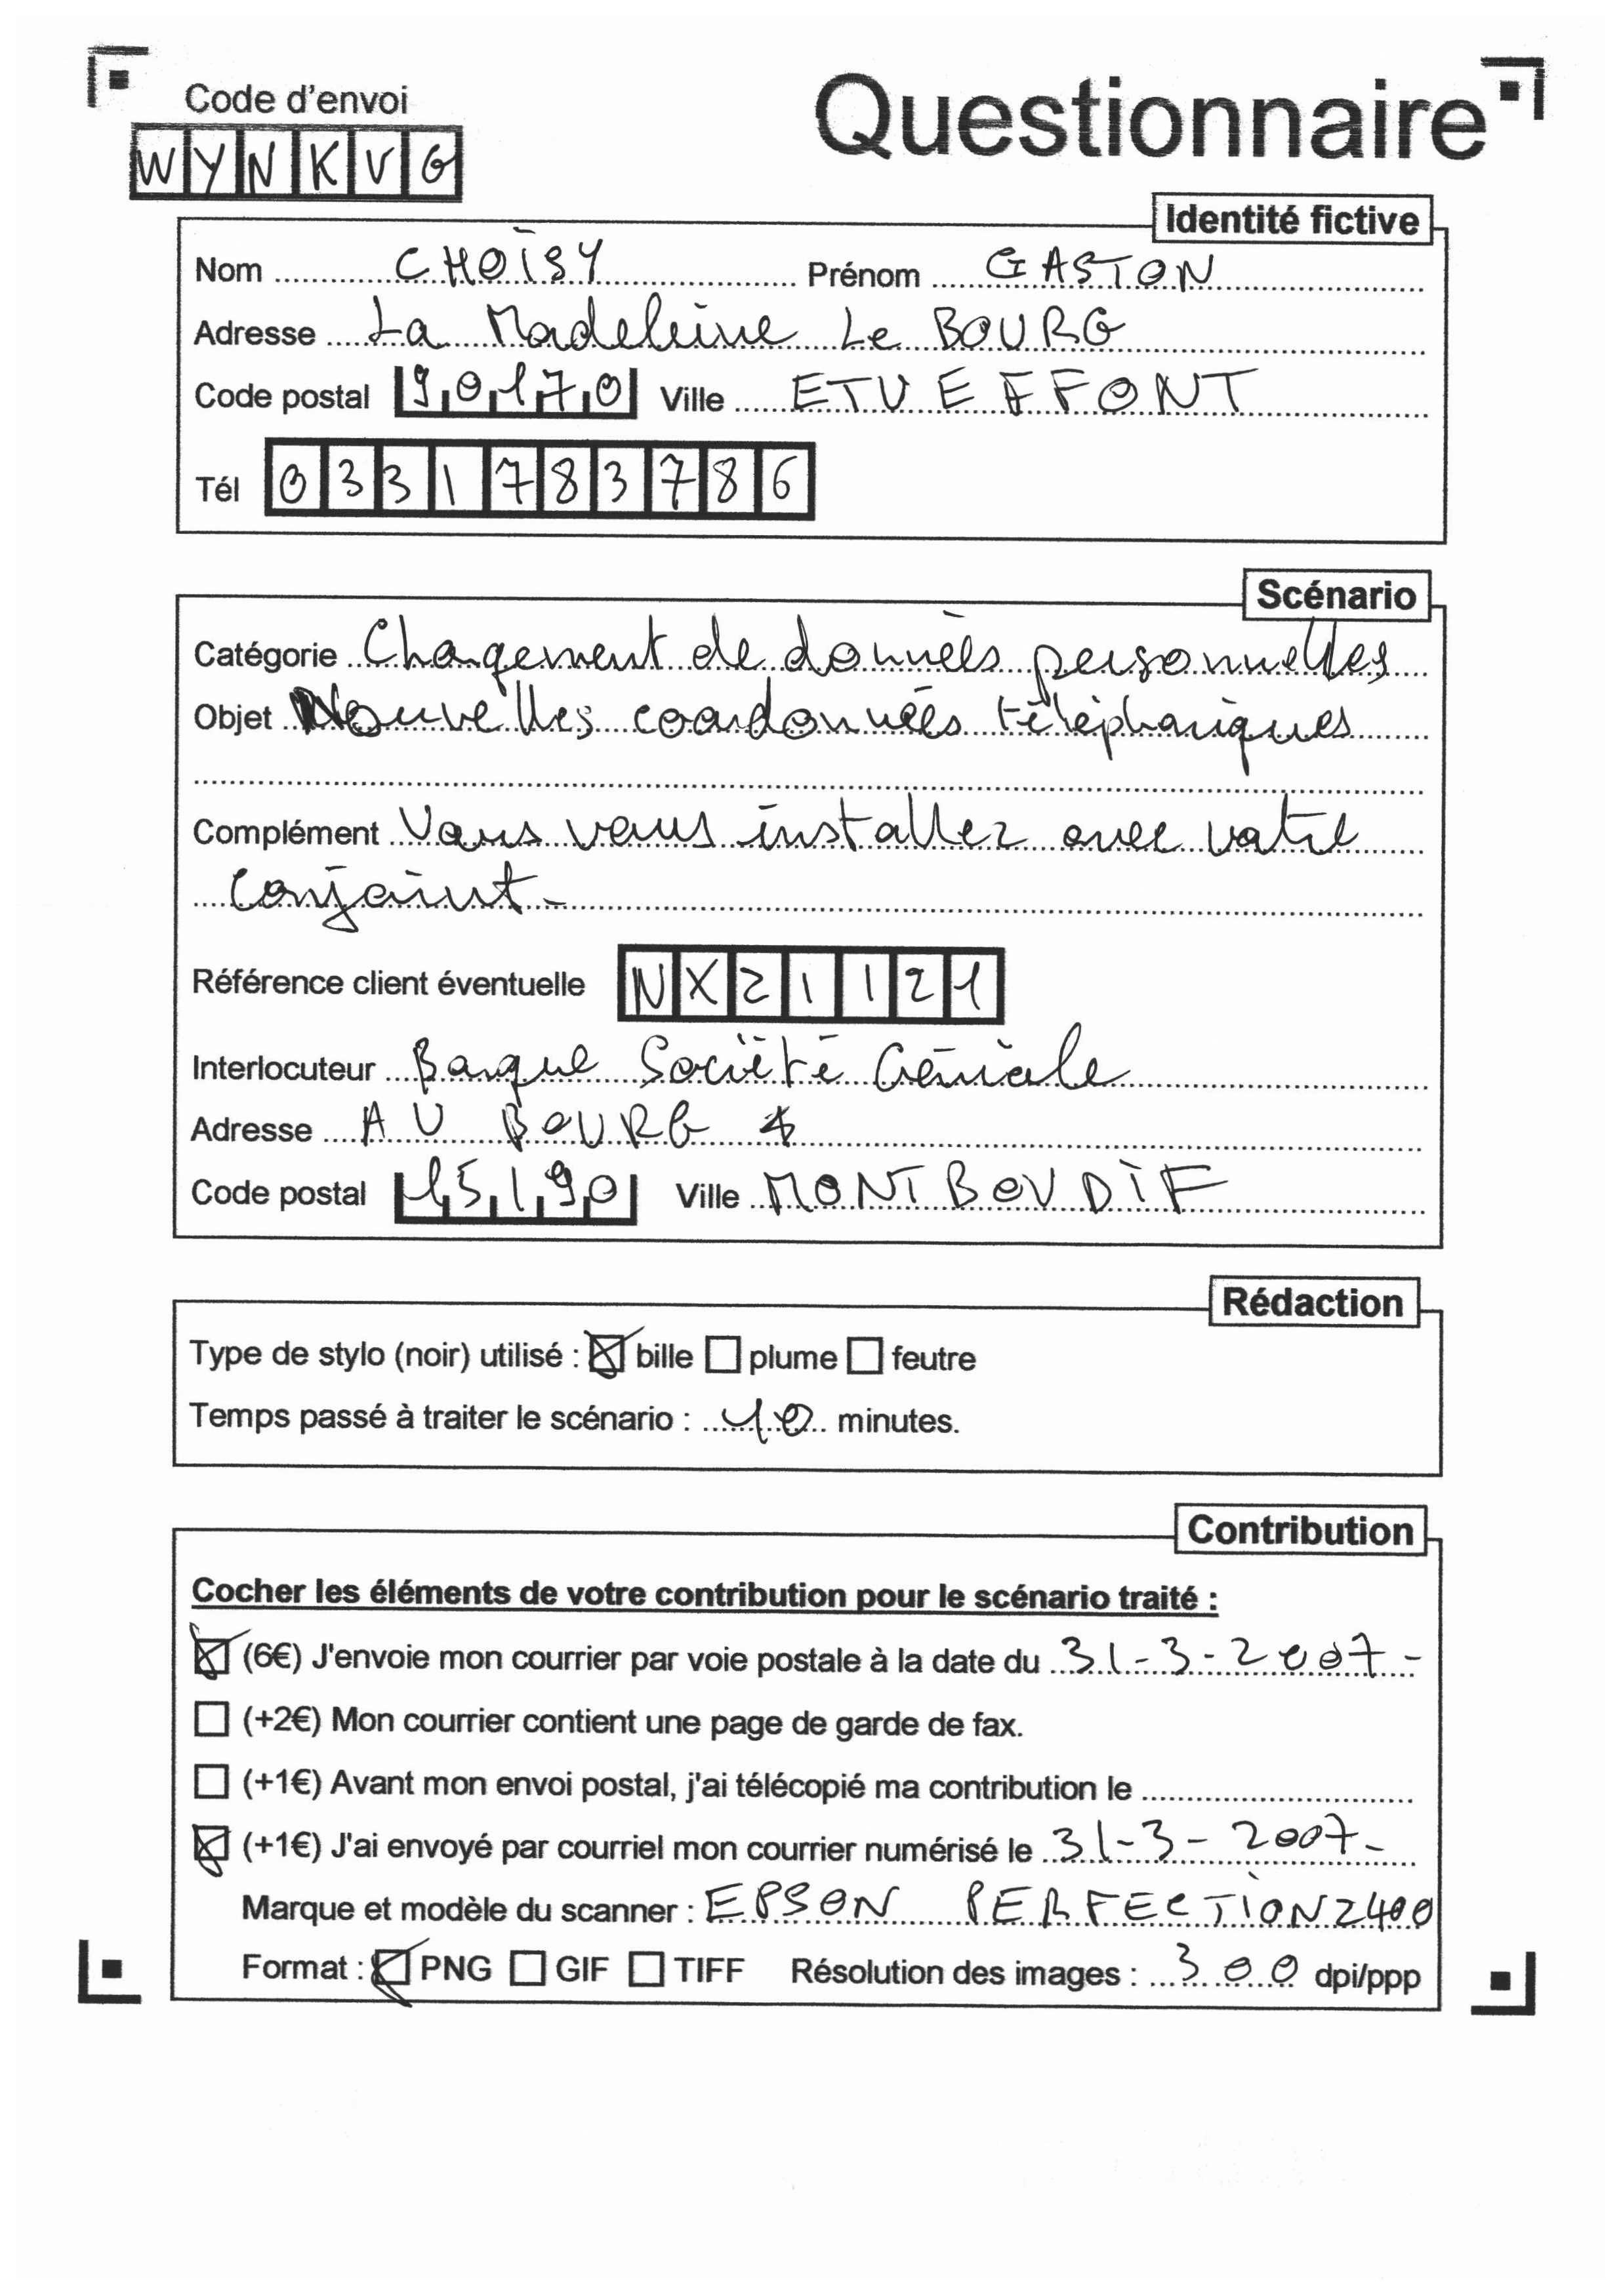 Code d'envoi
Questionnaire
WYNKVG
Identité fictive
Nom CHOISY Prénom GASTON
Adresse La Madeleine Le BOURG
Code postal 90170 Ville ETUEFFONT
Tél 0331783786
Scénario
Catégorie Changement de données personnelles
Objet Nouvelles coordonnées téléphoniques
Complément Vous vous installez avec votre
conjoint-
Référence client éventuelle NX21121
Interlocuteur Banque Société Géniale
Adresse AU BOURG
Code postal 15190 Ville MONTBOUDIF
Rédaction
Type de stylo (noir) utilisé : bille plume feutre
Temps passé à traiter le scénario : 10 minutes.
Contribution
Cocher les éléments de votre contribution pour le scénario traité :
(6€) J'envoie mon courrier par voie postale à la date du 31-3-2007-
(+2€) Mon courrier contient une page de garde de fax.
(+1€) Avant mon envoi postal, j'ai télécopié ma contribution le
(+1€) J'ai envoyé par courriel mon courrier numérisé le 31-3-2007-
Marque et modèle du scanner : EPSON PERFECTION 2400
Format : PNG GIF TIFF Résolution des images : 300 dpi/ppp